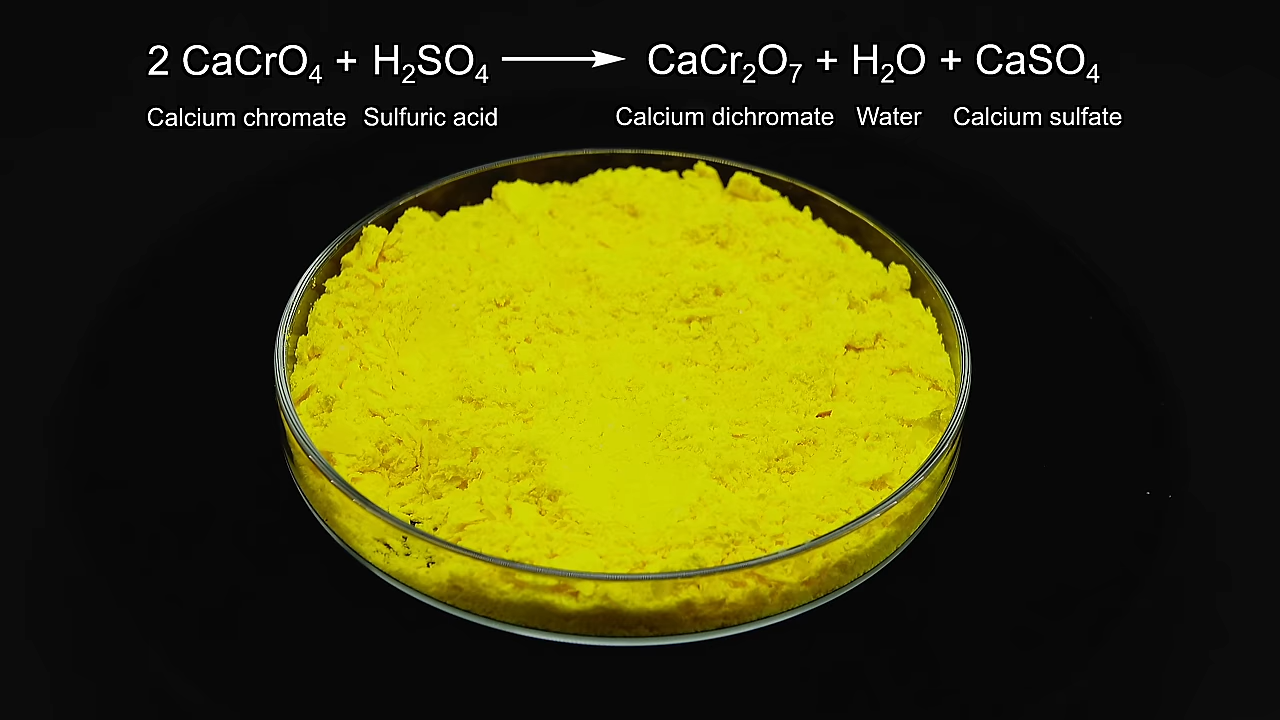 2 CaCrO₄ + H₂SO₄ ⟶ CaCr₂O₇ + H₂O + CaSO₄
Calcium chromate Sulfuric acid Calcium dichromate Water Calcium sulfate